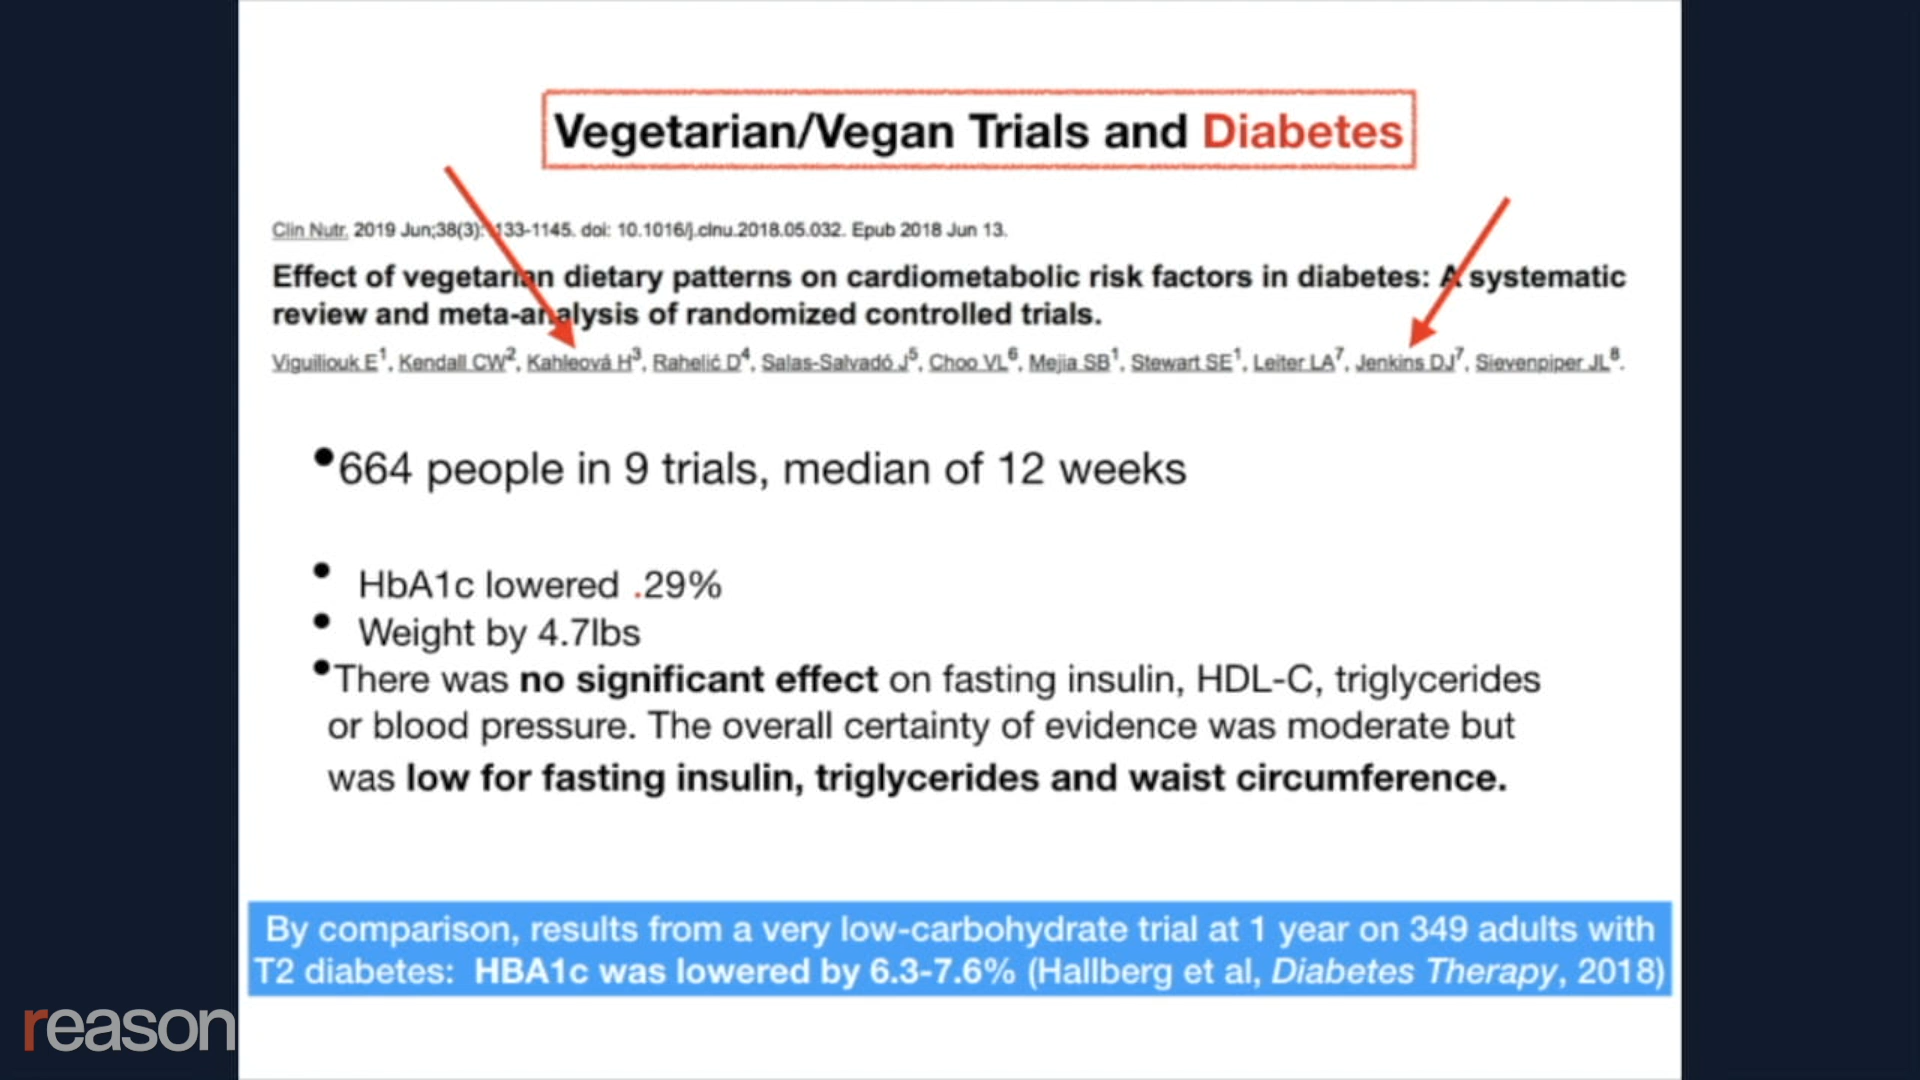 Vegetarian/Vegan Trials and Diabetes
Clin Nutr. 2019 Jun;38(3): 133-1145. doi: 10.1016/j.clnu.2018.05.032. Epub 2018 Jun 13.
Effect of vegetarian dietary patterns on cardiometabolic risk factors in diabetes: A systematic
review and meta-analysis of randomized controlled trials.
Viguiliouk E1, Kendall CW2, Kahleová H3, Rahelić D4, Salas-Salvadó J5, Choo VL6, Mejia SB1, Stewart SE1, Leiter LA7, Jenkins DJ7, Sievenpiper JL8.
•664 people in 9 trials, median of 12 weeks
• HbA1c lowered .29%
• Weight by 4.7lbs
•There was no significant effect on fasting insulin, HDL-C, triglycerides
or blood pressure. The overall certainty of evidence was moderate but
was low for fasting insulin, triglycerides and waist circumference.
By comparison, results from a very low-carbohydrate trial at 1 year on 349 adults with
T2 diabetes: HBA1c was lowered by 6.3-7.6% (Hallberg et al, Diabetes Therapy, 2018)
reason